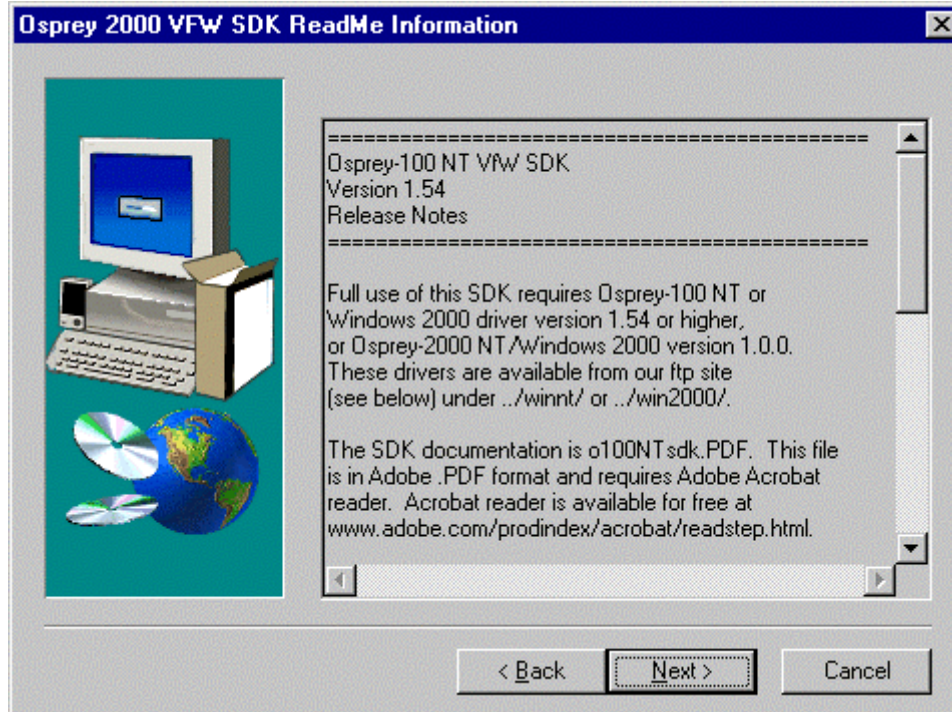 Osprey 2000 VFW SDK ReadMe Information
=============================================
Osprey-100 NT VfW SDK
Version 1.54
Release Notes
=============================================
Full use of this SDK requires Osprey-100 NT or
Windows 2000 driver version 1.54 or higher,
or Osprey-2000 NT/Windows 2000 version 1.0.0.
These drivers are available from our ftp site
(see below) under ../winnt/ or ../win2000/.
The SDK documentation is o100NTsdk.PDF.  This file
is in Adobe .PDF format and requires Adobe Acrobat
reader.  Acrobat reader is available for free at
www.adobe.com/prodindex/acrobat/readstep.html.
< Back
Next >
Cancel